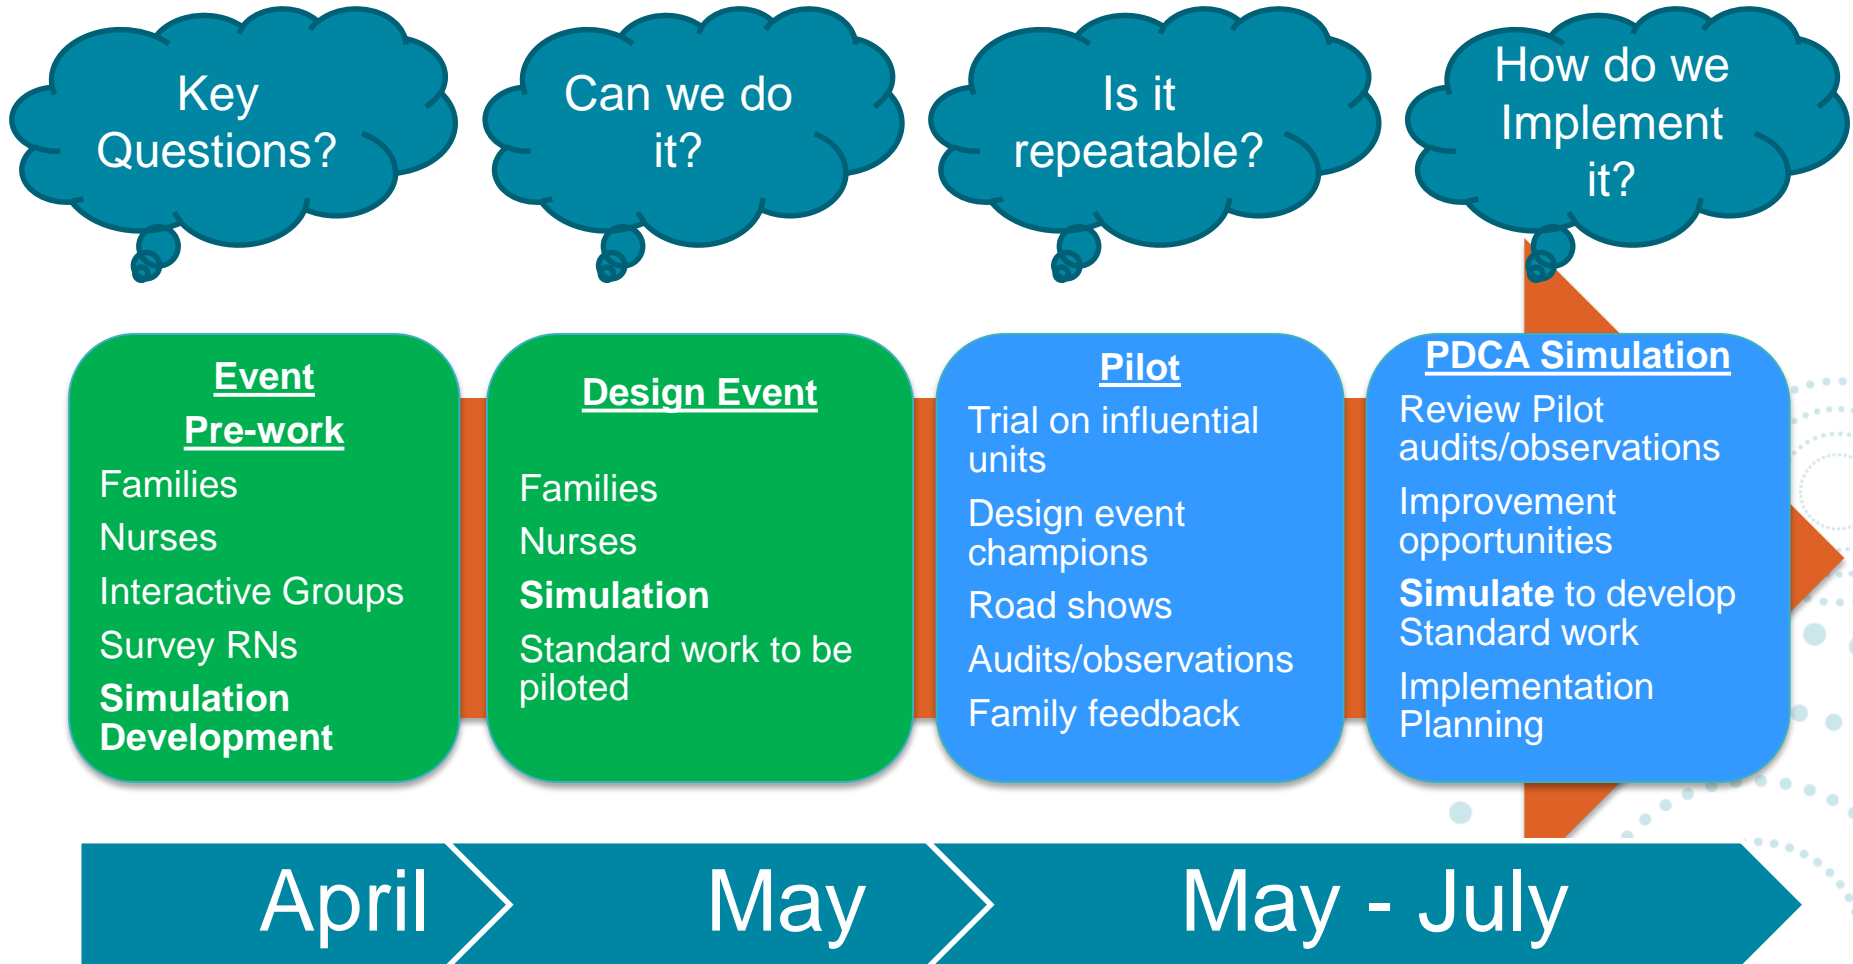 Key
Questions?
Can we do
it?
Is it
repeatable?
How do we
Implement
it?
Event
Pre-work
Families
Nurses
Interactive Groups
Survey RNs
Simulation
Development
Design Event
Families
Nurses
Simulation
Standard work to be
piloted
Pilot
Trial on influential
units
Design event
champions
Road shows
Audits/observations
Family feedback
PDCA Simulation
Review Pilot
audits/observations
Improvement
opportunities
Simulate to develop
Standard work
Implementation
Planning
April
May
May - July